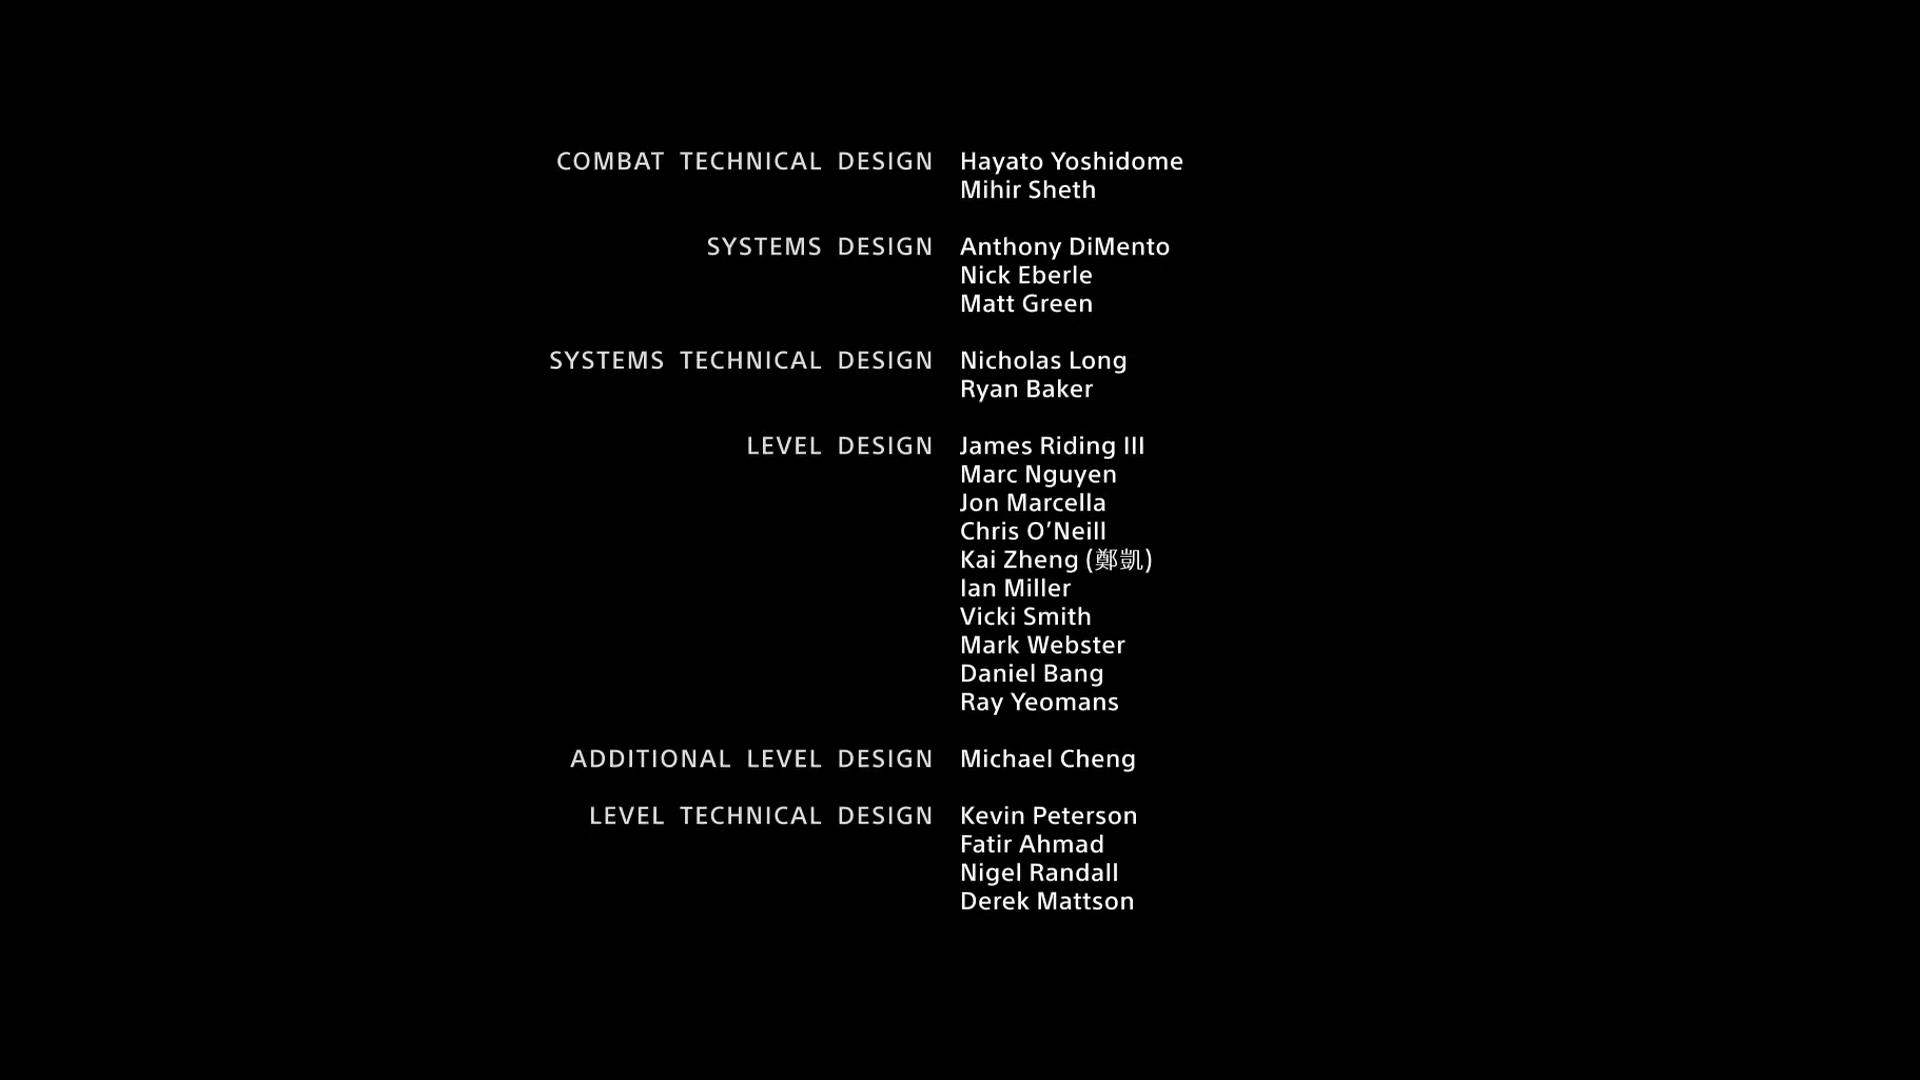 COMBAT TECHNICAL DESIGN Hayato Yoshidome
Mihir Sheth
SYSTEMS DESIGN Anthony DiMento
Nick Eberle
Matt Green
SYSTEMS TECHNICAL DESIGN Nicholas Long
Ryan Baker
LEVEL DESIGN James Riding III
Marc Nguyen
Jon Marcella
Chris O’Neill
Kai Zheng (鄭凱)
Ian Miller
Vicki Smith
Mark Webster
Daniel Bang
Ray Yeomans
ADDITIONAL LEVEL DESIGN Michael Cheng
LEVEL TECHNICAL DESIGN Kevin Peterson
Fatir Ahmad
Nigel Randall
Derek Mattson